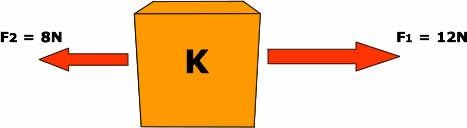 F2 = 8N
K
F1 = 12N